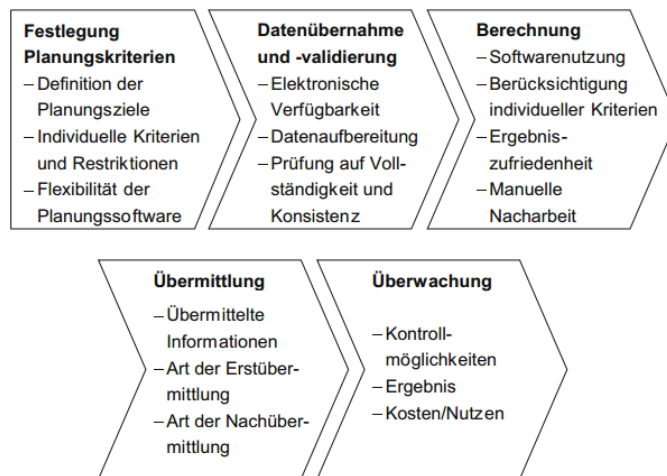 Festlegung
Planungskriterien
– Definition der
Planungsziele
– Individuelle Kriterien
und Restriktionen
– Flexibilität der
Planungssoftware
Datenübernahme
und -validierung
– Elektronische
Verfügbarkeit
– Datenaufbereitung
– Prüfung auf Voll-
ständigkeit und
Konsistenz
Berechnung
– Softwarenutzung
– Berücksichtigung
individueller Kriterien
– Ergebnis-
zufriedenheit
– Manuelle
Nacharbeit
Übermittlung
– Übermittelte
Informationen
– Art der Erstüber-
mittlung
– Art der Nachüber-
mittlung
Überwachung
– Kontroll-
möglichkeiten
– Ergebnis
– Kosten/Nutzen